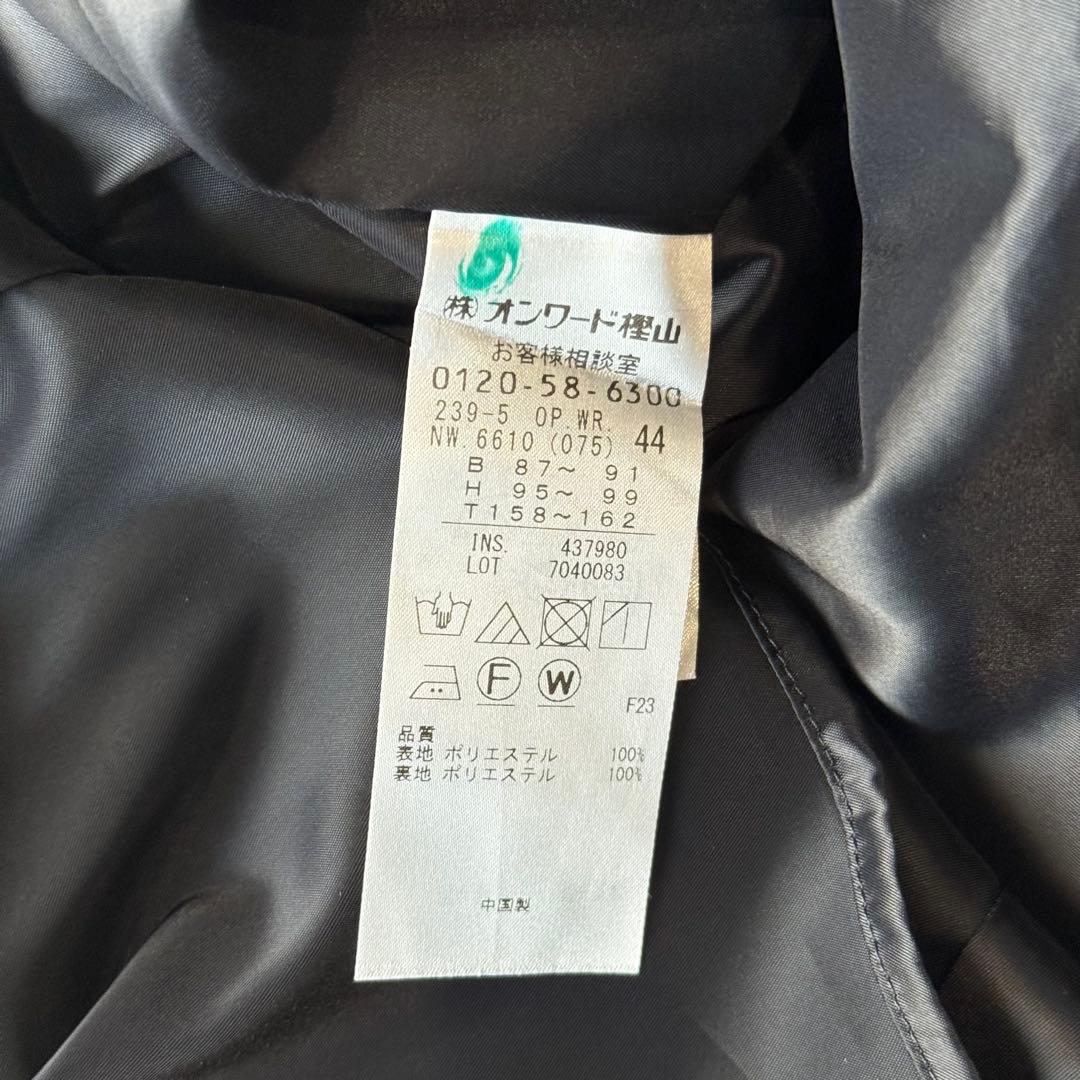 (株)オンワード樫山
お客様相談室
0120-58-6300
239-5 OP.WR.
NW.6610(075) 44
B 87～ 91
H 95～ 99
T158～162
INS. 437980
LOT 7040083
F W
F23
品質
表地 ポリエステル 100%
裏地 ポリエステル 100%
中国製